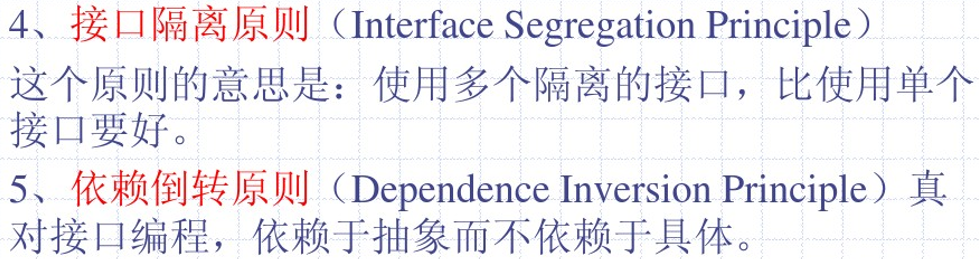 4、接口隔离原则（Interface Segregation Principle）
这个原则的意思是：使用多个隔离的接口，比使用单个
接口要好。
5、依赖倒转原则（Dependence Inversion Principle）真
对接口编程，依赖于抽象而不依赖于具体。